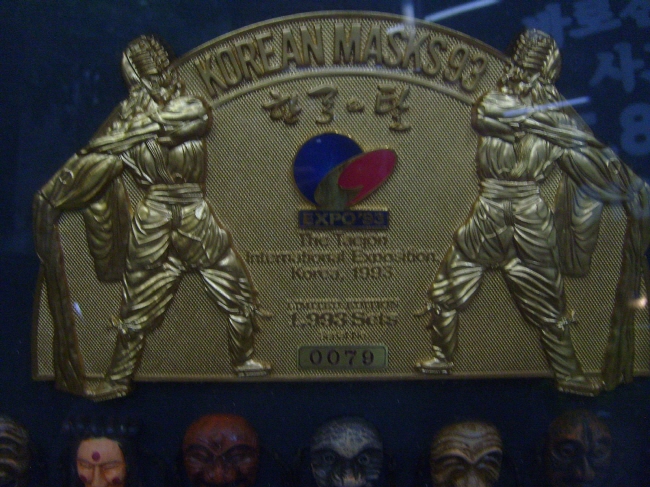 KOREAN MASKS 93
한국의 탈
EXPO '93
The Taejon
International Exposition,
Korea, 1993
LIMITED EDITION
1,993 Sets
0079
8